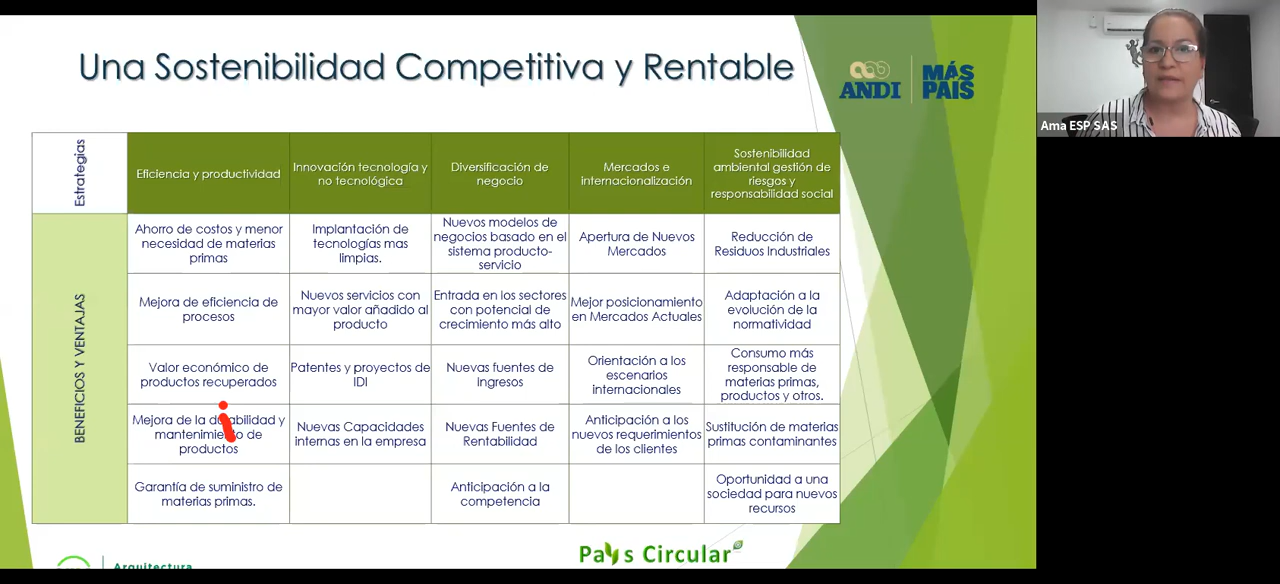 Una Sostenibilidad Competitiva y Rentable
ANDI
MÁS
PAÍS
Ama ESP SAS
Estrategias
Eficiencia y productividad
Innovación tecnología y
no tecnológica
Diversificación de
negocio
Mercados e
internacionalización
Sostenibilidad
ambiental gestión de
riesgos y
responsabilidad social
BENEFICIOS Y VENTAJAS
Ahorro de costos y menor
necesidad de materias
primas
Implantación de
tecnologías mas
limpias.
Nuevos modelos de
negocios basado en el
sistema producto-
servicio
Apertura de Nuevos
Mercados
Reducción de
Residuos Industriales
Mejora de eficiencia de
procesos
Nuevos servicios con
mayor valor añadido al
producto
Entrada en los sectores
con potencial de
crecimiento más alto
Mejor posicionamiento
en Mercados Actuales
Adaptación a la
evolución de la
normatividad
Valor económico de
productos recuperados
Patentes y proyectos de
IDI
Nuevas fuentes de
Ingresos
Orientación a los
escenarios
internacionales
Consumo más
responsable de
materias primas,
productos y otros.
Mejora de la durabilidad y
mantenimiento de
productos
Nuevas Capacidades
internas en la empresa
Nuevas Fuentes de
Rentabilidad
Anticipación a los
nuevos requerimientos
de los clientes
Sustitución de materias
primas contaminantes
Garantía de suministro de
materias primas.
Anticipación a la
competencia
Oportunidad a una
sociedad para nuevos
recursos
Arquitectura
País Circular